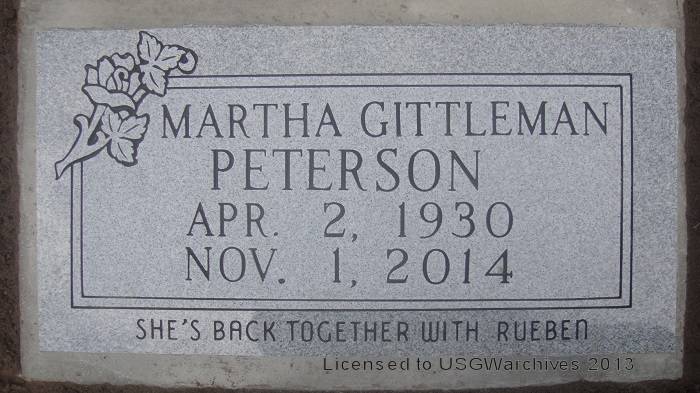 MARTHA GITTLEMAN
PETERSON
APR. 2, 1930
NOV. 1, 2014
SHE'S BACK TOGETHER WITH RUEBEN
Licensed to USGWarchives 2013